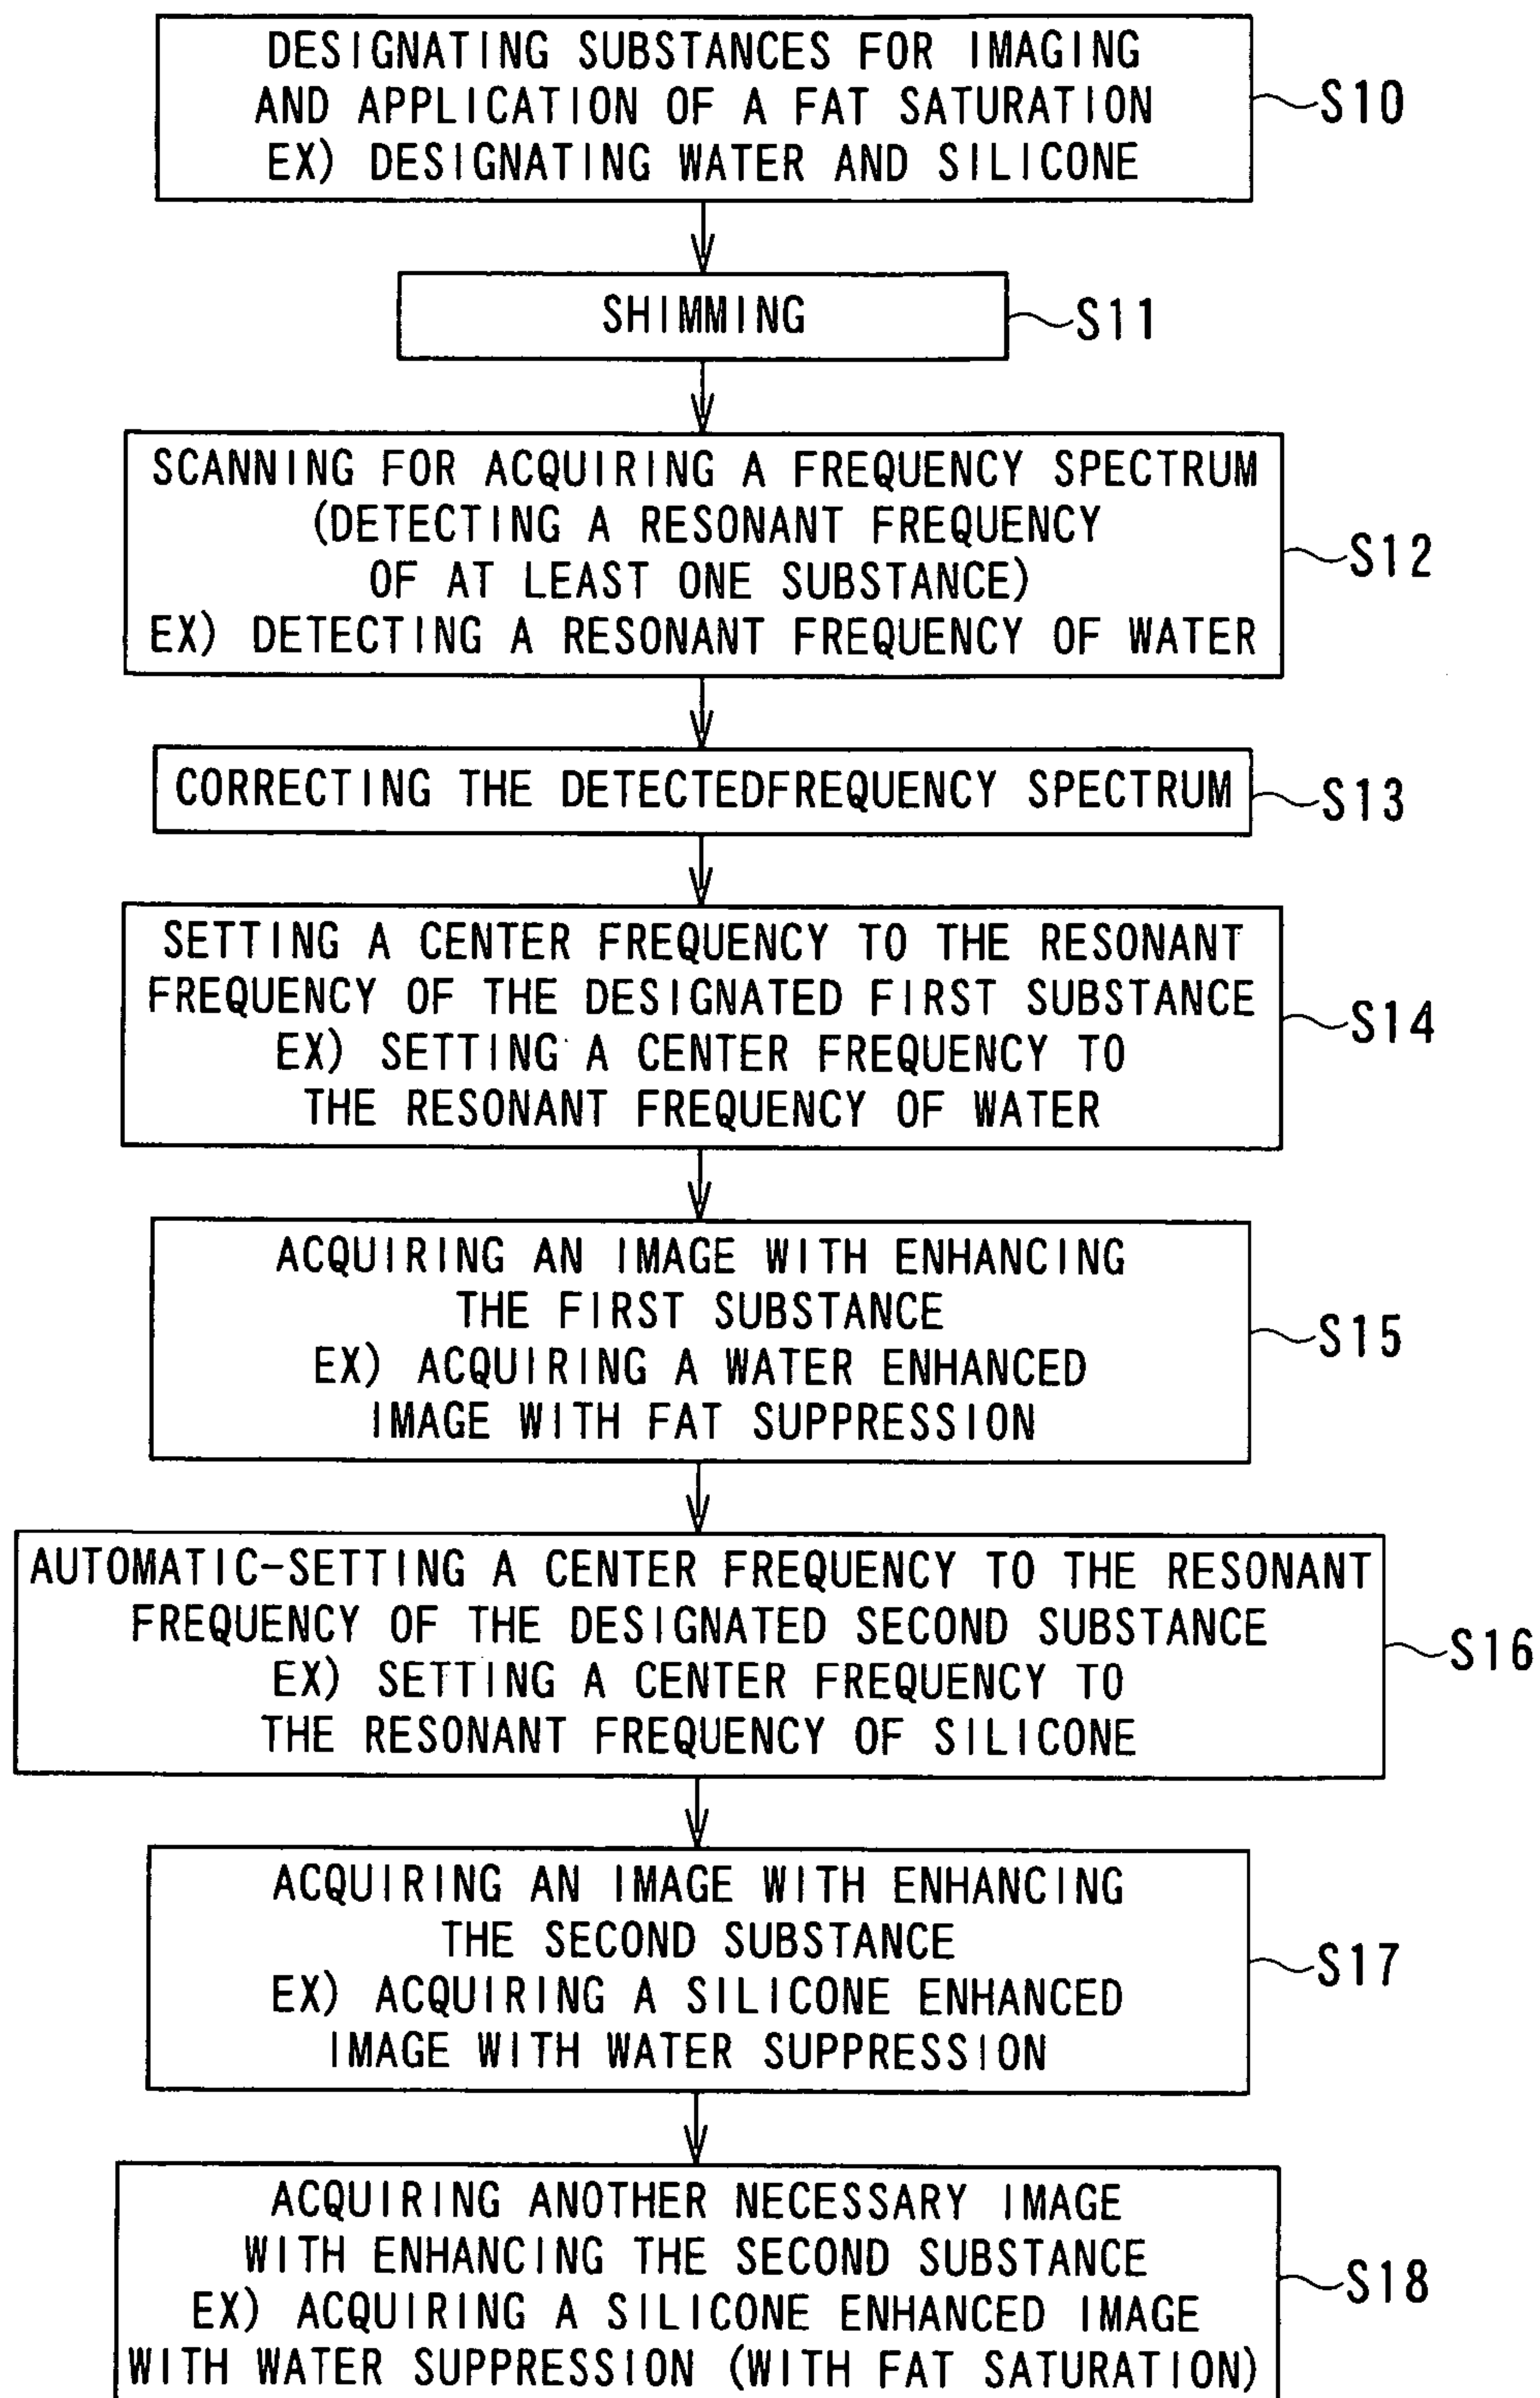 DESIGNATING SUBSTANCES FOR IMAGING
AND APPLICATION OF A FAT SATURATION
EX) DESIGNATING WATER AND SILICONE
S10
SHIMMING
S11
SCANNING FOR ACQUIRING A FREQUENCY SPECTRUM
(DETECTING A RESONANT FREQUENCY
OF AT LEAST ONE SUBSTANCE)
EX) DETECTING A RESONANT FREQUENCY OF WATER
S12
CORRECTING THE DETECTEDFREQUENCY SPECTRUM
S13
SETTING A CENTER FREQUENCY TO THE RESONANT
FREQUENCY OF THE DESIGNATED FIRST SUBSTANCE
EX) SETTING A CENTER FREQUENCY TO
THE RESONANT FREQUENCY OF WATER
S14
ACQUIRING AN IMAGE WITH ENHANCING
THE FIRST SUBSTANCE
EX) ACQUIRING A WATER ENHANCED
IMAGE WITH FAT SUPPRESSION
S15
AUTOMATIC-SETTING A CENTER FREQUENCY TO THE RESONANT
FREQUENCY OF THE DESIGNATED SECOND SUBSTANCE
EX) SETTING A CENTER FREQUENCY TO
THE RESONANT FREQUENCY OF SILICONE
S16
ACQUIRING AN IMAGE WITH ENHANCING
THE SECOND SUBSTANCE
EX) ACQUIRING A SILICONE ENHANCED
IMAGE WITH WATER SUPPRESSION
S17
ACQUIRING ANOTHER NECESSARY IMAGE
WITH ENHANCING THE SECOND SUBSTANCE
EX) ACQUIRING A SILICONE ENHANCED IMAGE
WITH WATER SUPPRESSION (WITH FAT SATURATION)
S18